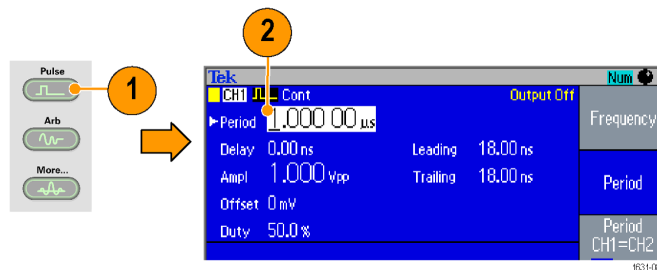 2
Pulse
1
Arb
More...
Tek Num
CH1 Cont Output Off
Period 1.000 00 µs Frequency
Delay 0.00 ns Leading 18.00 ns
Ampl 1.000 Vpp Trailing 18.00 ns Period
Offset 0 mV
Duty 50.0 % Period
CH1=CH2